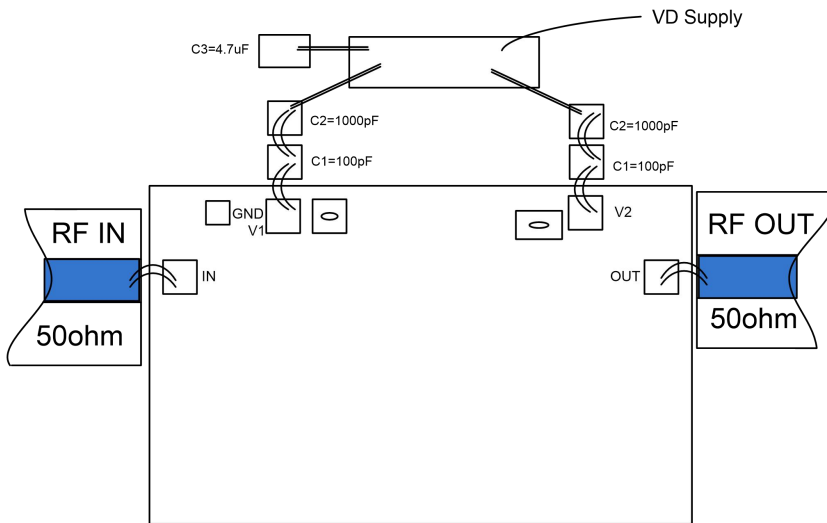 VD Supply
C3=4.7uF
C2=1000pF
C2=1000pF
C1=100pF
C1=100pF
GND
V1
V2
RF IN
RF OUT
IN
OUT
50ohm
50ohm